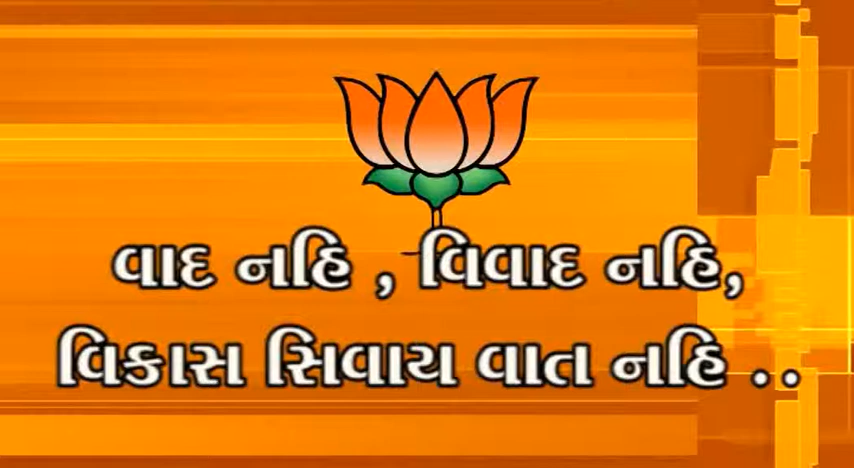 વાદ નહિ , વિવાદ નહિ,
વિકાસ સિવાય વાત નહિ ..